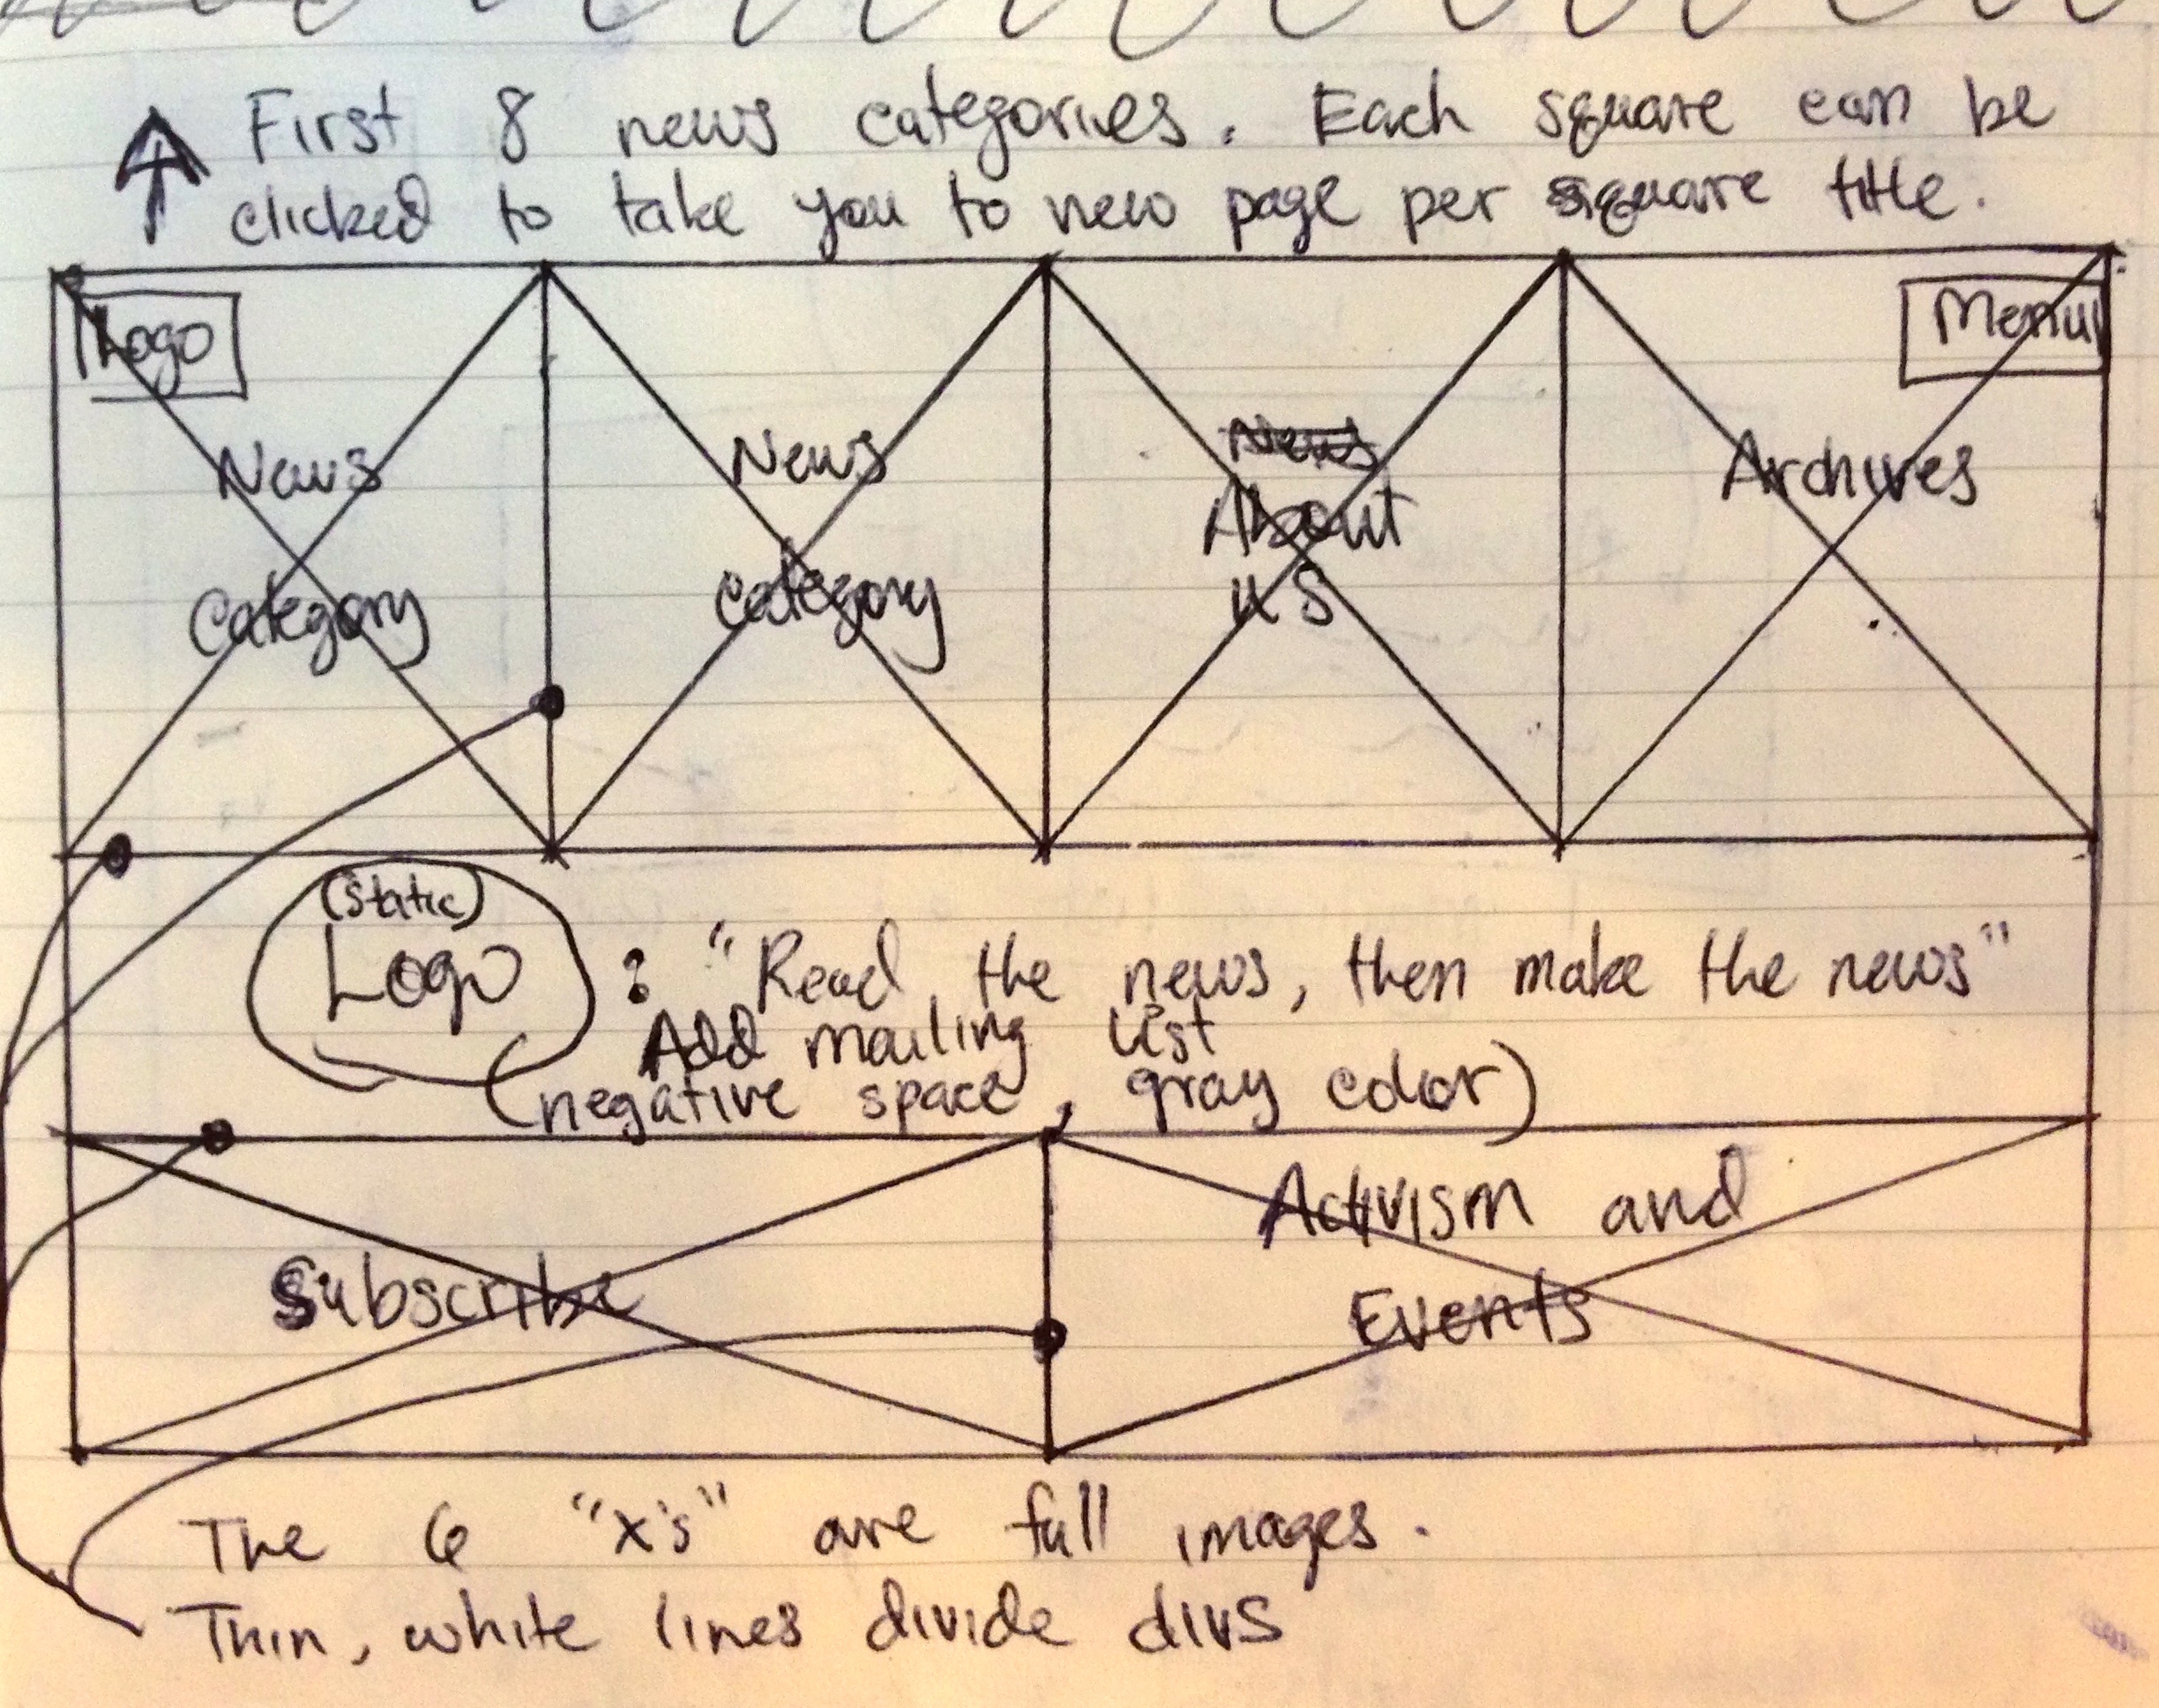 First 8 news categories. Each square can be
clicked to take you to new page per square title.
Logo
Menu
News
Category
News
category
News
About
us
Archives
(static)
Logo : "Read the news, then make the news"
Add mailing list
(negative space, gray color)
Subscribe
Activism and
Events
The 6 "x's" are full images.
Thin, white lines divide divs